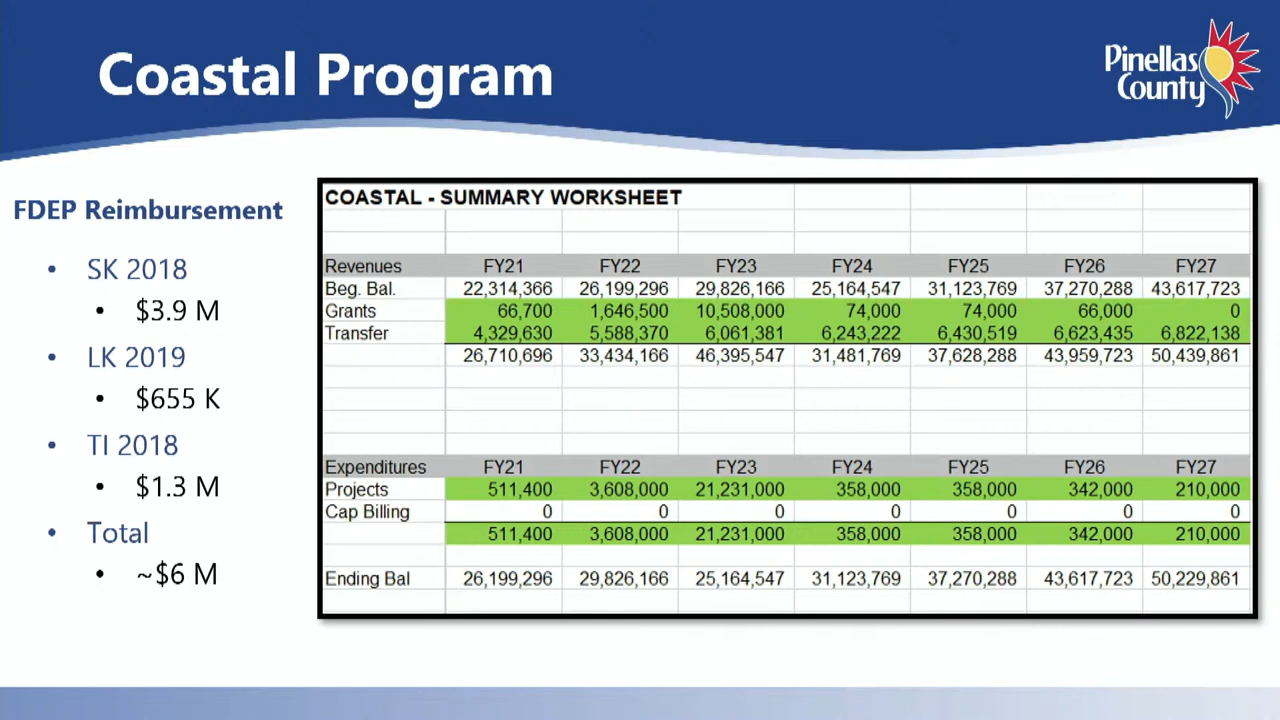 Coastal Program
Pinellas
County
FDEP Reimbursement
• SK 2018
• $3.9 M
• LK 2019
• $655 K
• TI 2018
• $1.3 M
• Total
• ~$6 M
COASTAL - SUMMARY WORKSHEET
Revenues FY21 FY22 FY23 FY24 FY25 FY26 FY27
Beg. Bal. 22,314,366 26,199,296 29,826,166 25,164,547 31,123,769 37,270,288 43,617,723
Grants 66,700 1,646,500 10,508,000 74,000 74,000 66,000 0
Transfer 4,329,630 5,588,370 6,061,381 6,243,222 6,430,519 6,623,435 6,822,138
26,710,696 33,434,166 46,395,547 31,481,769 37,628,288 43,959,723 50,439,861
Expenditures FY21 FY22 FY23 FY24 FY25 FY26 FY27
Projects 511,400 3,608,000 21,231,000 358,000 358,000 342,000 210,000
Cap Billing 0 0 0 0 0 0 0
511,400 3,608,000 21,231,000 358,000 358,000 342,000 210,000
Ending Bal 26,199,296 29,826,166 25,164,547 31,123,769 37,270,288 43,617,723 50,229,861